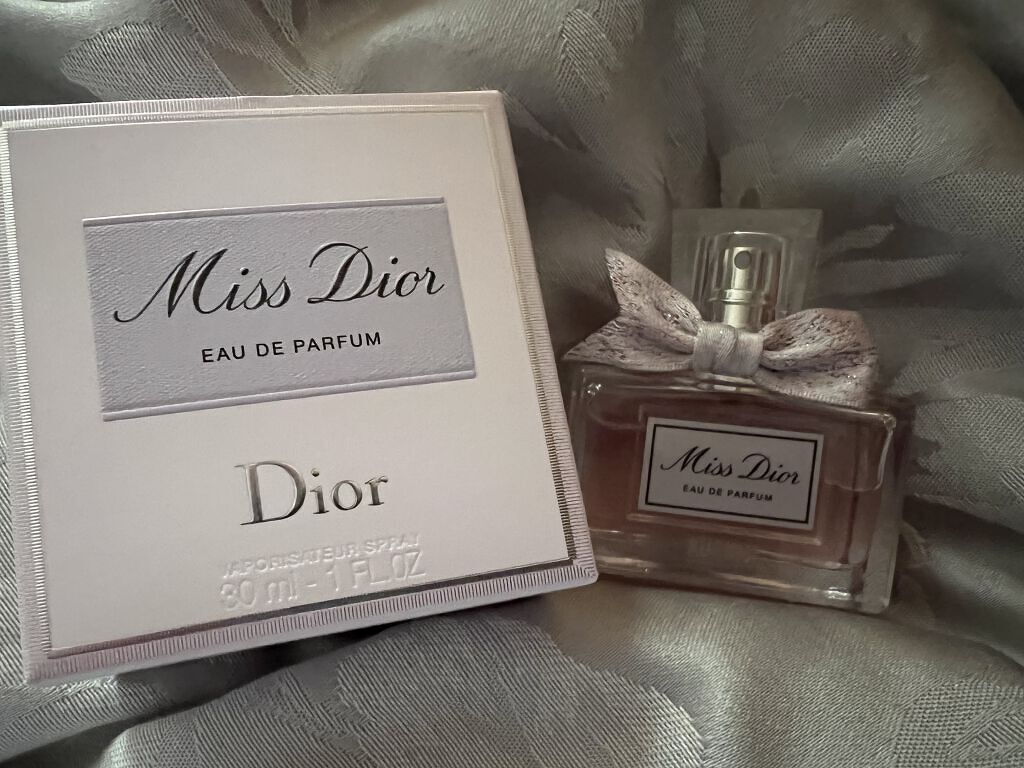 Miss Dior
EAU DE PARFUM
Dior
VAPORISATEUR SPRAY
30 ml - 1 FL.OZ
Miss Dior
EAU DE PARFUM